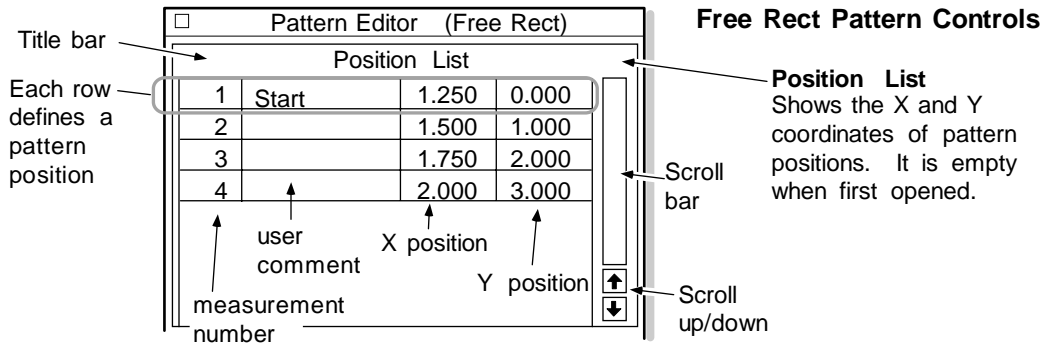 Pattern Editor (Free Rect)
Free Rect Pattern Controls
Title bar
Position List
Each row
defines a
pattern
position
1 Start 1.250 0.000
2 1.500 1.000
3 1.750 2.000
4 2.000 3.000
Position List
Shows the X and Y
coordinates of pattern
positions. It is empty
when first opened.
Scroll
bar
user
comment
X position
Y position
measurement
number
Scroll
up/down